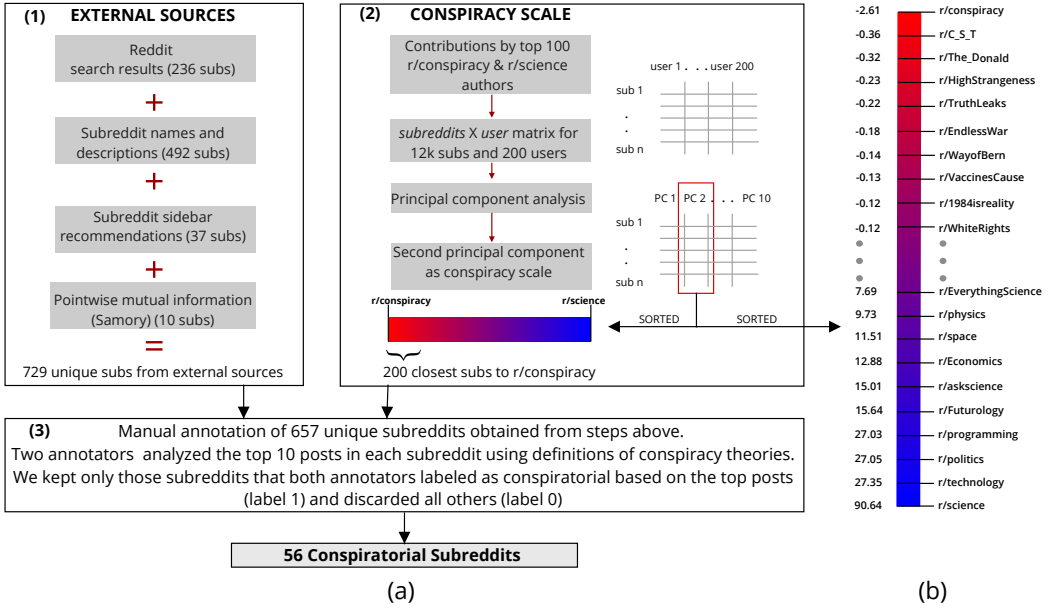 (1) EXTERNAL SOURCES
Reddit
search results (236 subs)
+
Subreddit names and
descriptions (492 subs)
+
Subreddit sidebar
recommendations (37 subs)
+
Pointwise mutual information
(Samory) (10 subs)
=
729 unique subs from external sources
(2) CONSPIRACY SCALE
Contributions by top 100
r/conspiracy & r/science
authors
subreddits X user matrix for
12k subs and 200 users
Principal component analysis
Second principal component
as conspiracy scale
user 1 . . . user 200
sub 1
.
.
sub n
PC 1 PC 2 . . . PC 10
sub 1
.
.
sub n
r/conspiracy r/science
SORTED SORTED
200 closest subs to r/conspiracy
(3) Manual annotation of 657 unique subreddits obtained from steps above.
Two annotators analyzed the top 10 posts in each subreddit using definitions of conspiracy theories.
We kept only those subreddits that both annotators labeled as conspiratorial based on the top posts
(label 1) and discarded all others (label 0)
56 Conspiratorial Subreddits
(a)
-2.61 r/conspiracy
-0.36 r/C_S_T
-0.32 r/The_Donald
-0.23 r/HighStrangeness
-0.22 r/TruthLeaks
-0.18 r/EndlessWar
-0.14 r/WayofBern
-0.13 r/VaccinesCause
-0.12 r/1984isreality
-0.12 r/WhiteRights
7.69 r/EverythingScience
9.73 r/physics
11.51 r/space
12.88 r/Economics
15.01 r/askscience
15.64 r/Futurology
27.03 r/programming
27.05 r/politics
27.35 r/technology
90.64 r/science
(b)